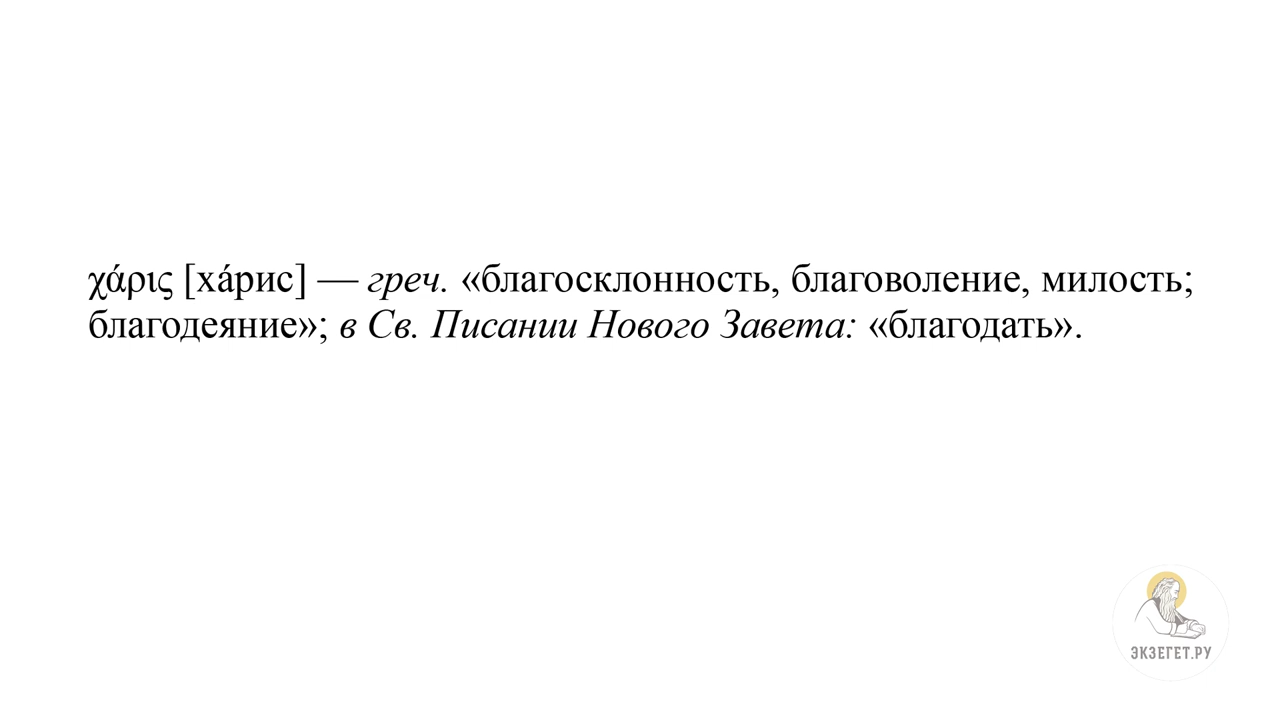 χάρις [ха́рис] — греч. «благосклонность, благоволение, милость;
благодеяние»; в Св. Писании Нового Завета: «благодать».
ЭКЗЕГЕТ.РУ